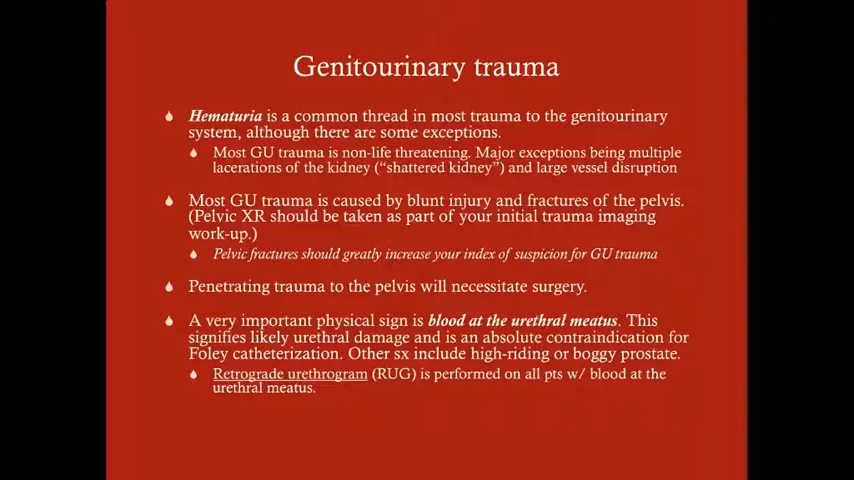 Genitourinary trauma
Hematuria is a common thread in most trauma to the genitourinary
system, although there are some exceptions.
Most GU trauma is non-life threatening. Major exceptions being multiple
lacerations of the kidney (“shattered kidney”) and large vessel disruption
Most GU trauma is caused by blunt injury and fractures of the pelvis.
(Pelvic XR should be taken as part of your initial trauma imaging
work-up.)
Pelvic fractures should greatly increase your index of suspicion for GU trauma
Penetrating trauma to the pelvis will necessitate surgery.
A very important physical sign is blood at the urethral meatus. This
signifies likely urethral damage and is an absolute contraindication for
Foley catheterization. Other sx include high-riding or boggy prostate.
Retrograde urethrogram (RUG) is performed on all pts w/ blood at the
urethral meatus.